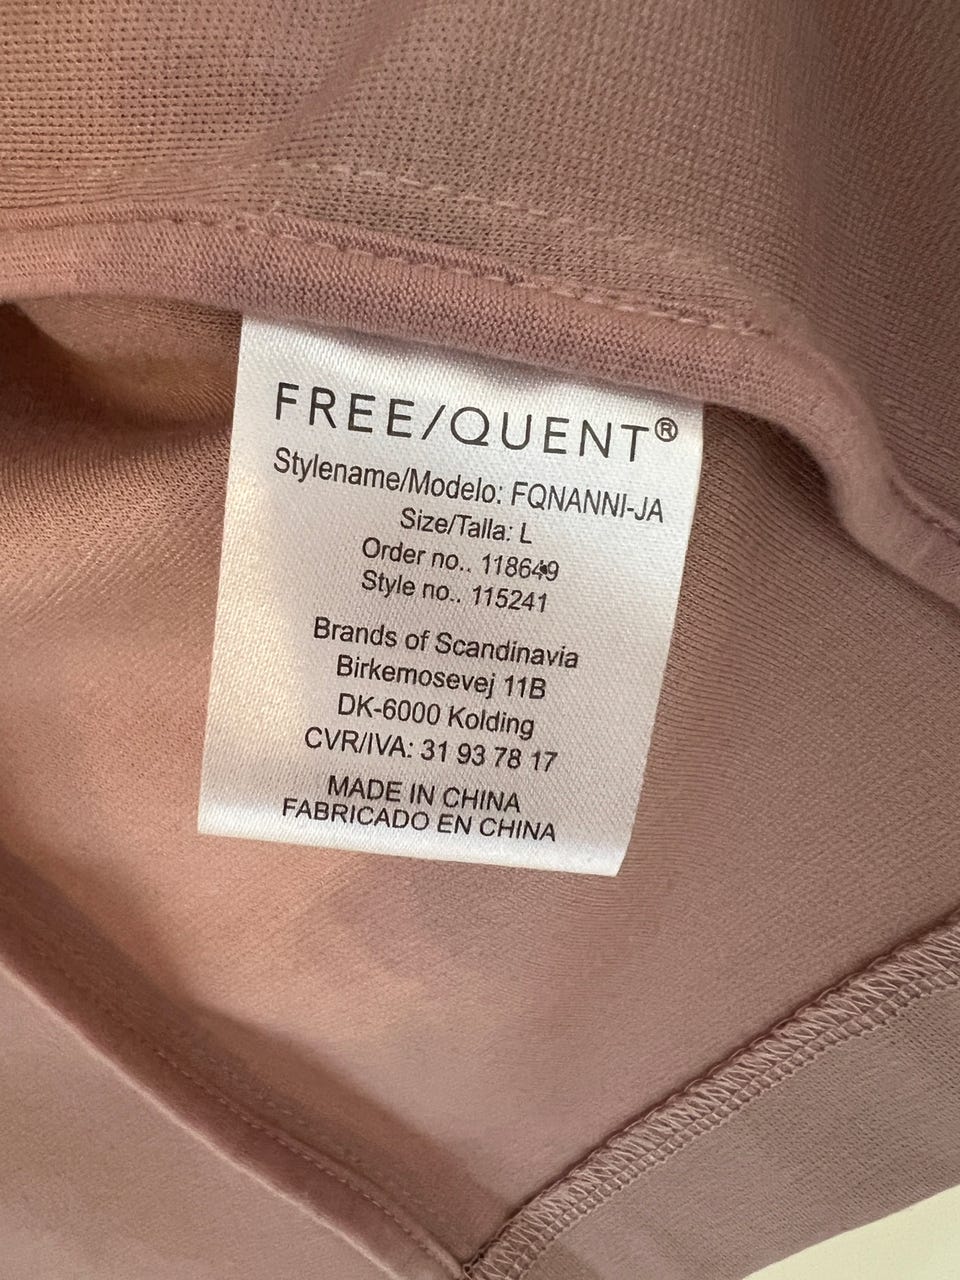 FREE/QUENT®
Stylename/Modelo: FQNANNI-JA
Size/Talla: L
Order no.. 118649
Style no.. 115241
Brands of Scandinavia
Birkemosevej 11B
DK-6000 Kolding
CVR/IVA: 31 93 78 17
MADE IN CHINA
FABRICADO EN CHINA